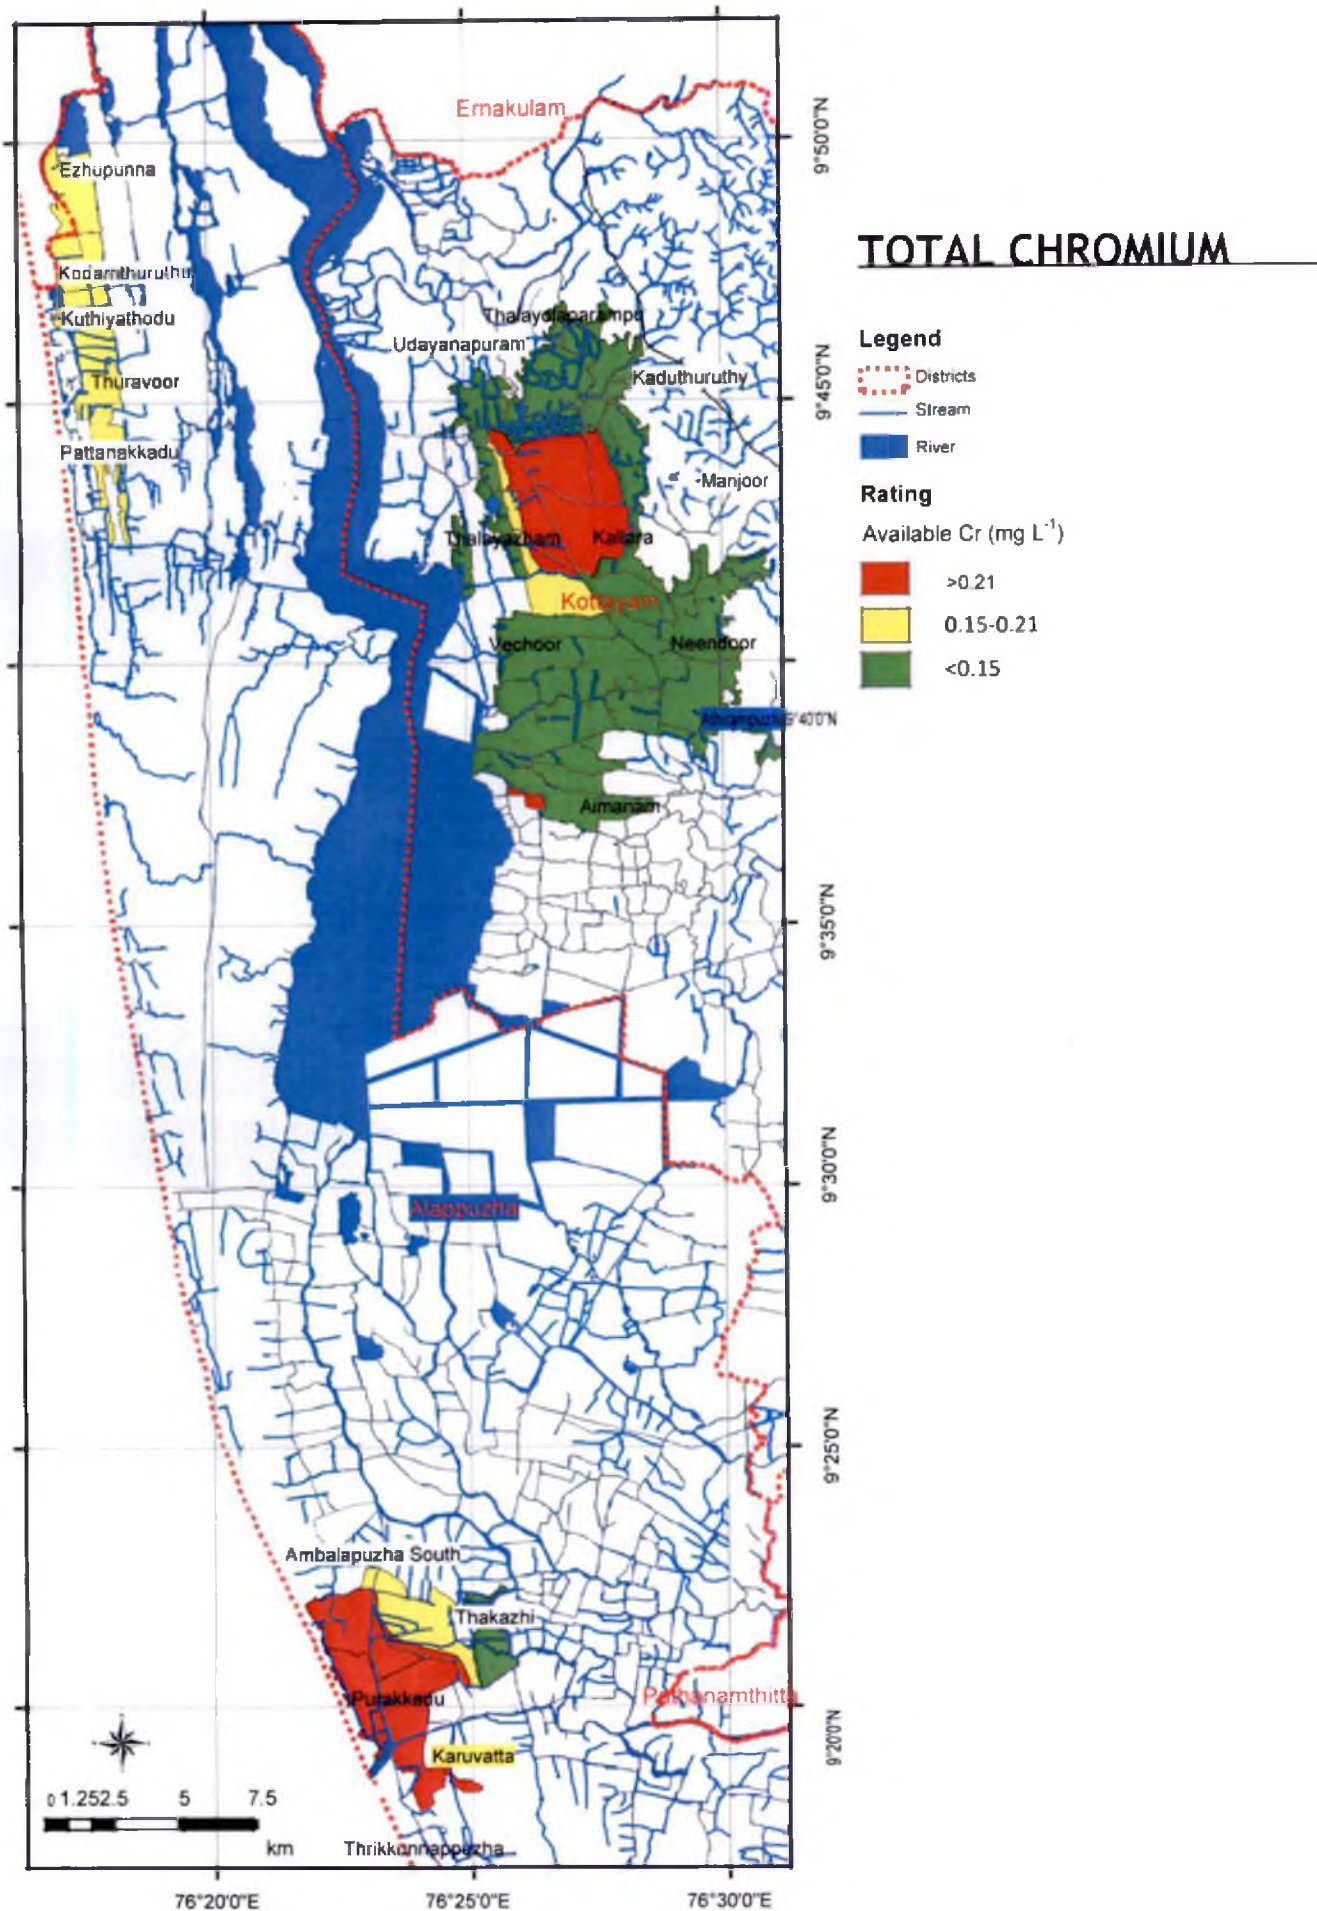 Ernakulam
9°50'0"N
Ezhupunna
TOTAL CHROMIUM
Kodamthuruthu
Thalayolaparampu
Kuthiyathodu
Udayanapuram
Legend
Districts
Stream
River
Kaduthuruthy
9°45'0"N
Thuravoor
Pattanakkadu
Manjoor
Rating
Available Cr (mg L⁻¹)
Thalayazham
Kallara
>0.21
Kottayam
0.15-0.21
Vechoor
Neendoor
<0.15
9°40'0"N
Aimanam
9°35'0"N
9°30'0"N
Alappuzha
9°25'0"N
Ambalapuzha South
Thakazhi
Purakkadu
Pathanamthitta
9°20'0"N
Karuvatta
0 1.252.5 5 7.5
km
Thrikkunnappuzha
76°20'0"E 76°25'0"E 76°30'0"E